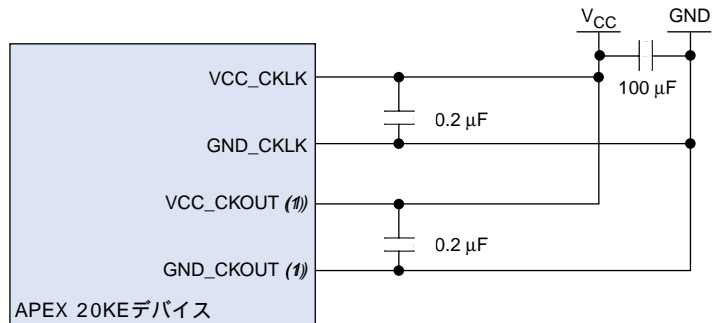 VCC GND
VCC_CKLK
100 µF
0.2 µF
GND_CKLK
VCC_CKOUT (1)
0.2 µF
GND_CKOUT (1)
APEX 20KEデバイス